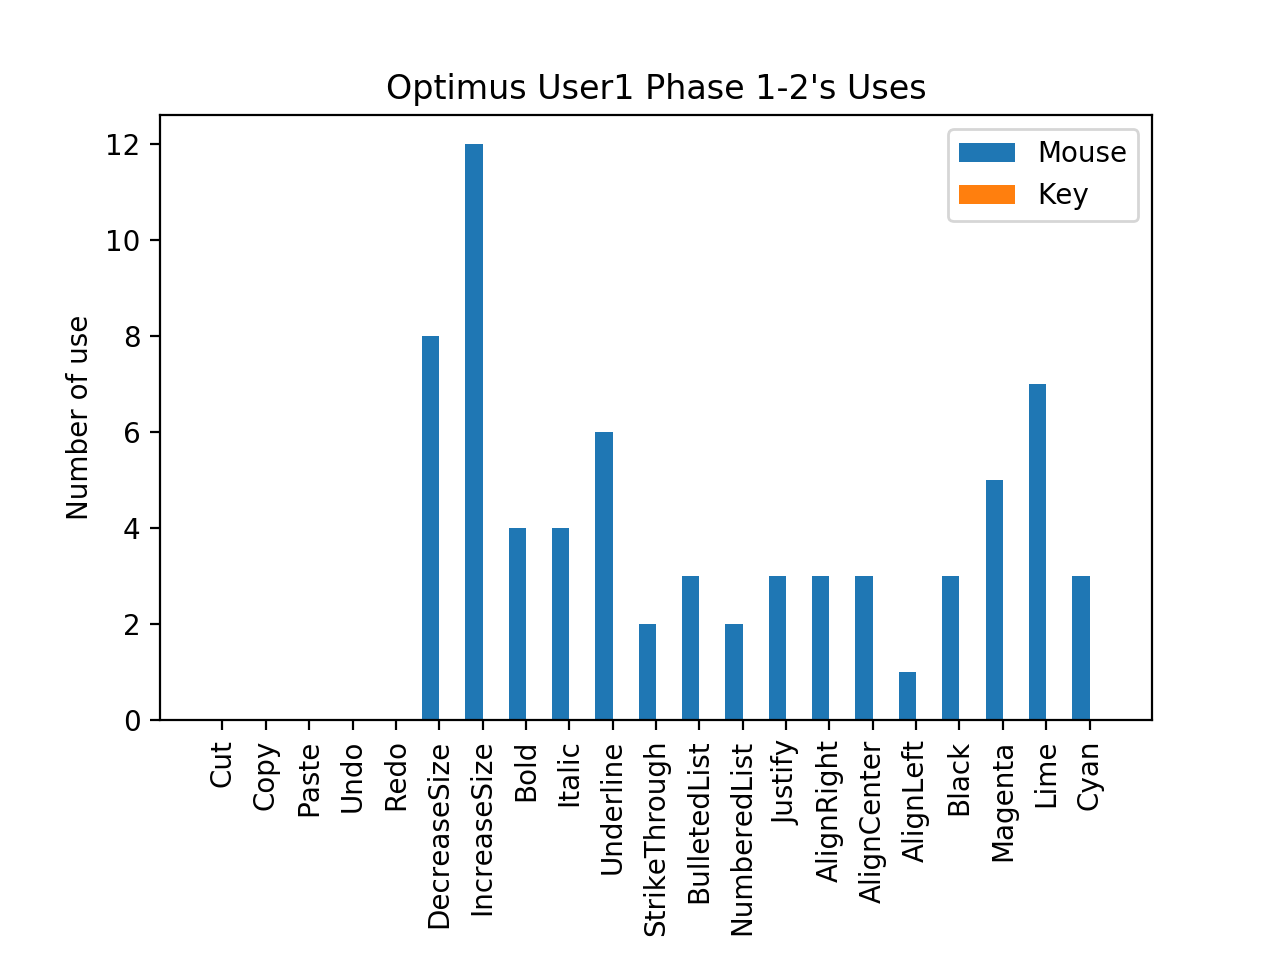 Optimus User1 Phase 1-2's Uses
Mouse
Key
Number of use
12
10
8
6
4
2
0
Cut
Copy
Paste
Undo
Redo
DecreaseSize
IncreaseSize
Bold
Italic
Underline
StrikeThrough
BulletedList
NumberedList
Justify
AlignRight
AlignCenter
AlignLeft
Black
Magenta
Lime
Cyan